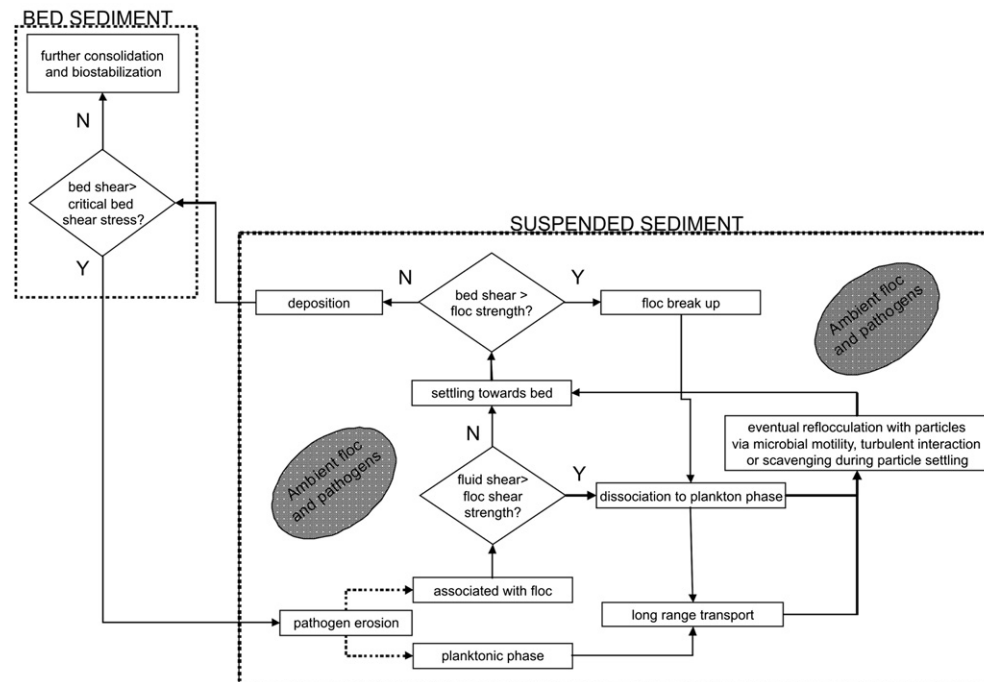 BED SEDIMENT
further consolidation
and biostabilization
N
bed shear>
critical bed
shear stress?
Y
SUSPENDED SEDIMENT
N
Y
deposition
bed shear >
floc strength?
floc break up
Ambient floc
and pathogens
settling towards bed
N
eventual reflocculation with particles
via microbial motility, turbulent interaction
or scavenging during particle settling
Ambient floc
and pathogens
fluid shear>
floc shear
strength?
Y
dissociation to plankton phase
associated with floc
pathogen erosion
long range transport
planktonic phase